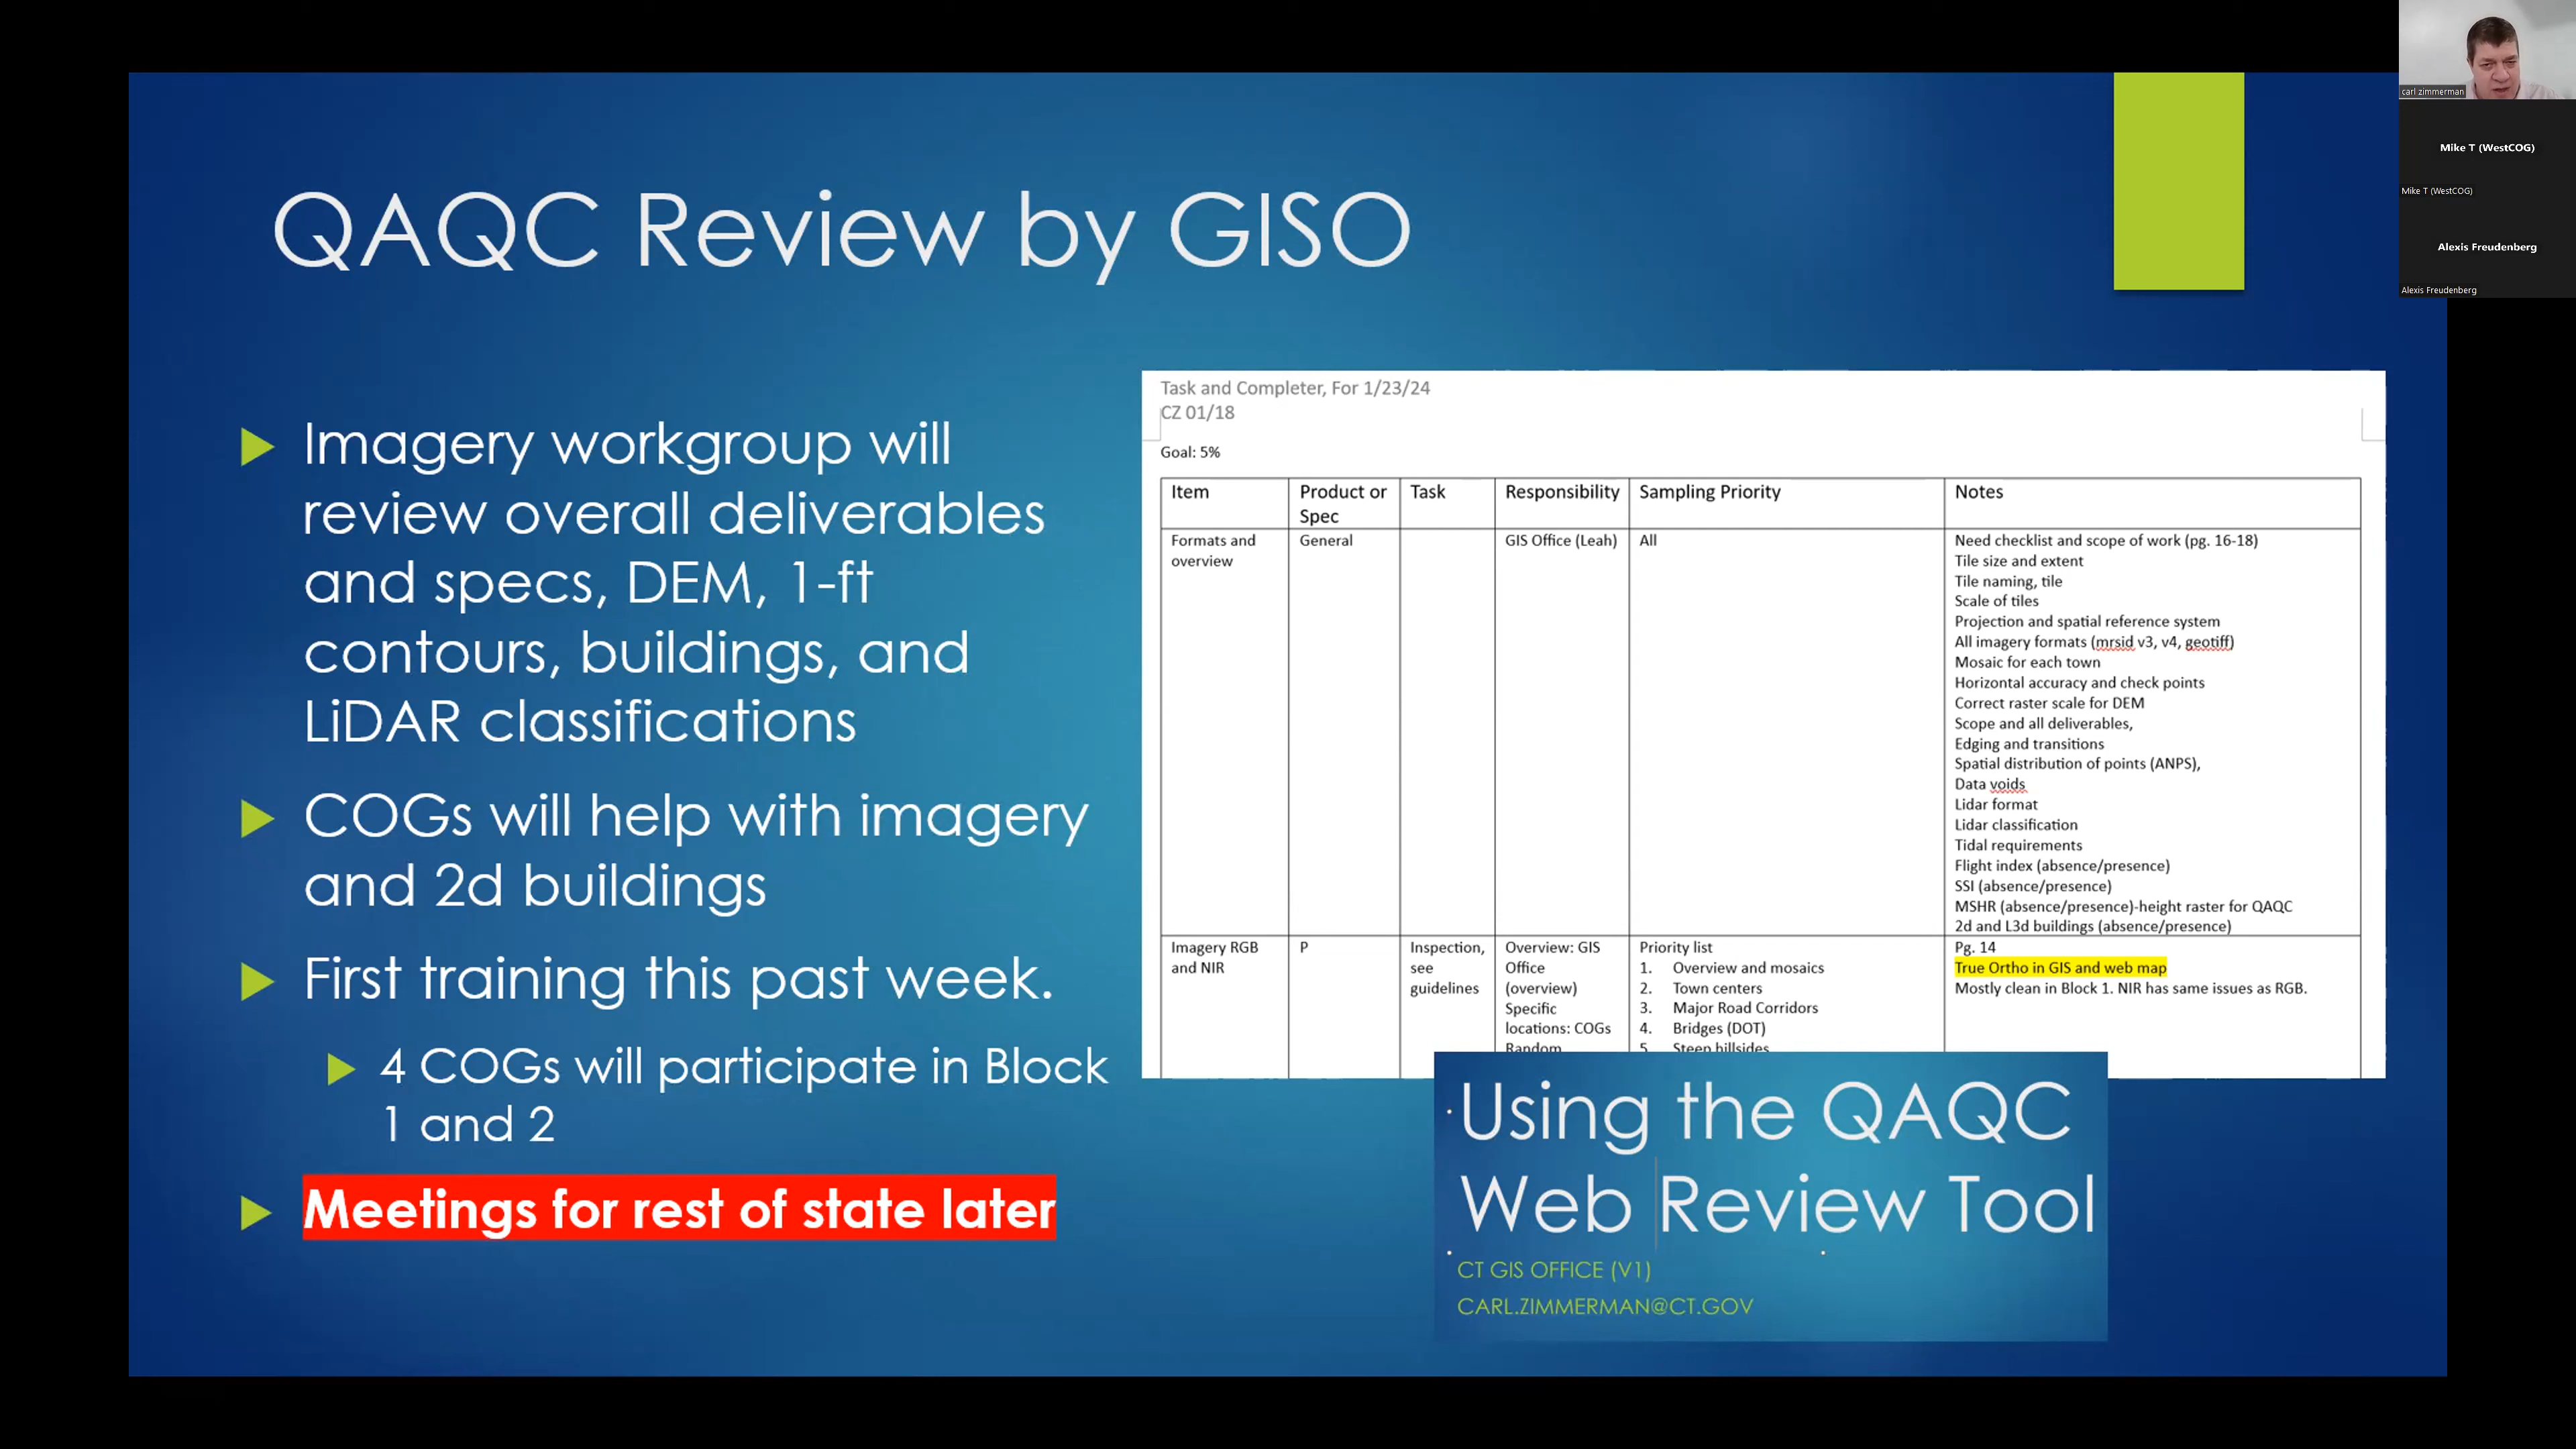 QAQC Review by GISO
Imagery workgroup will
review overall deliverables
and specs, DEM, 1-ft
contours, buildings, and
LiDAR classifications
COGs will help with imagery
and 2d buildings
First training this past week.
4 COGs will participate in Block
1 and 2
Meetings for rest of state later
Task and Completer, For 1/23/24
CZ 01/18
Goal: 5%
Item
Product or
Spec
Task
Responsibility
Sampling Priority
Notes
Formats and
overview
General
GIS Office (Leah)
All
Need checklist and scope of work (pg. 16-18)
Tile size and extent
Tile naming, tile
Scale of tiles
Projection and spatial reference system
All imagery formats (mrsid v3, v4, geotiff)
Mosaic for each town
Horizontal accuracy and check points
Correct raster scale for DEM
Scope and all deliverables,
Edging and transitions
Spatial distribution of points (ANPS),
Data voids
Lidar format
Lidar classification
Tidal requirements
Flight index (absence/presence)
SSI (absence/presence)
MSHR (absence/presence)-height raster for QAQC
2d and L3d buildings (absence/presence)
Imagery RGB
and NIR
P
Inspection,
see
guidelines
Overview: GIS
Office
(overview)
Specific
locations: COGs
Random
Priority list
1. Overview and mosaics
2. Town centers
3. Major Road Corridors
4. Bridges (DOT)
5. Steep hillsides
Pg. 14
True Ortho in GIS and web map
Mostly clean in Block 1. NIR has same issues as RGB.
Using the QAQC
Web Review Tool
CT GIS OFFICE (V1)
CARL.ZIMMERMAN@CT.GOV
carl zimmerman
Mike T (WestCOG)
Mike T (WestCOG)
Alexis Freudenberg
Alexis Freudenberg